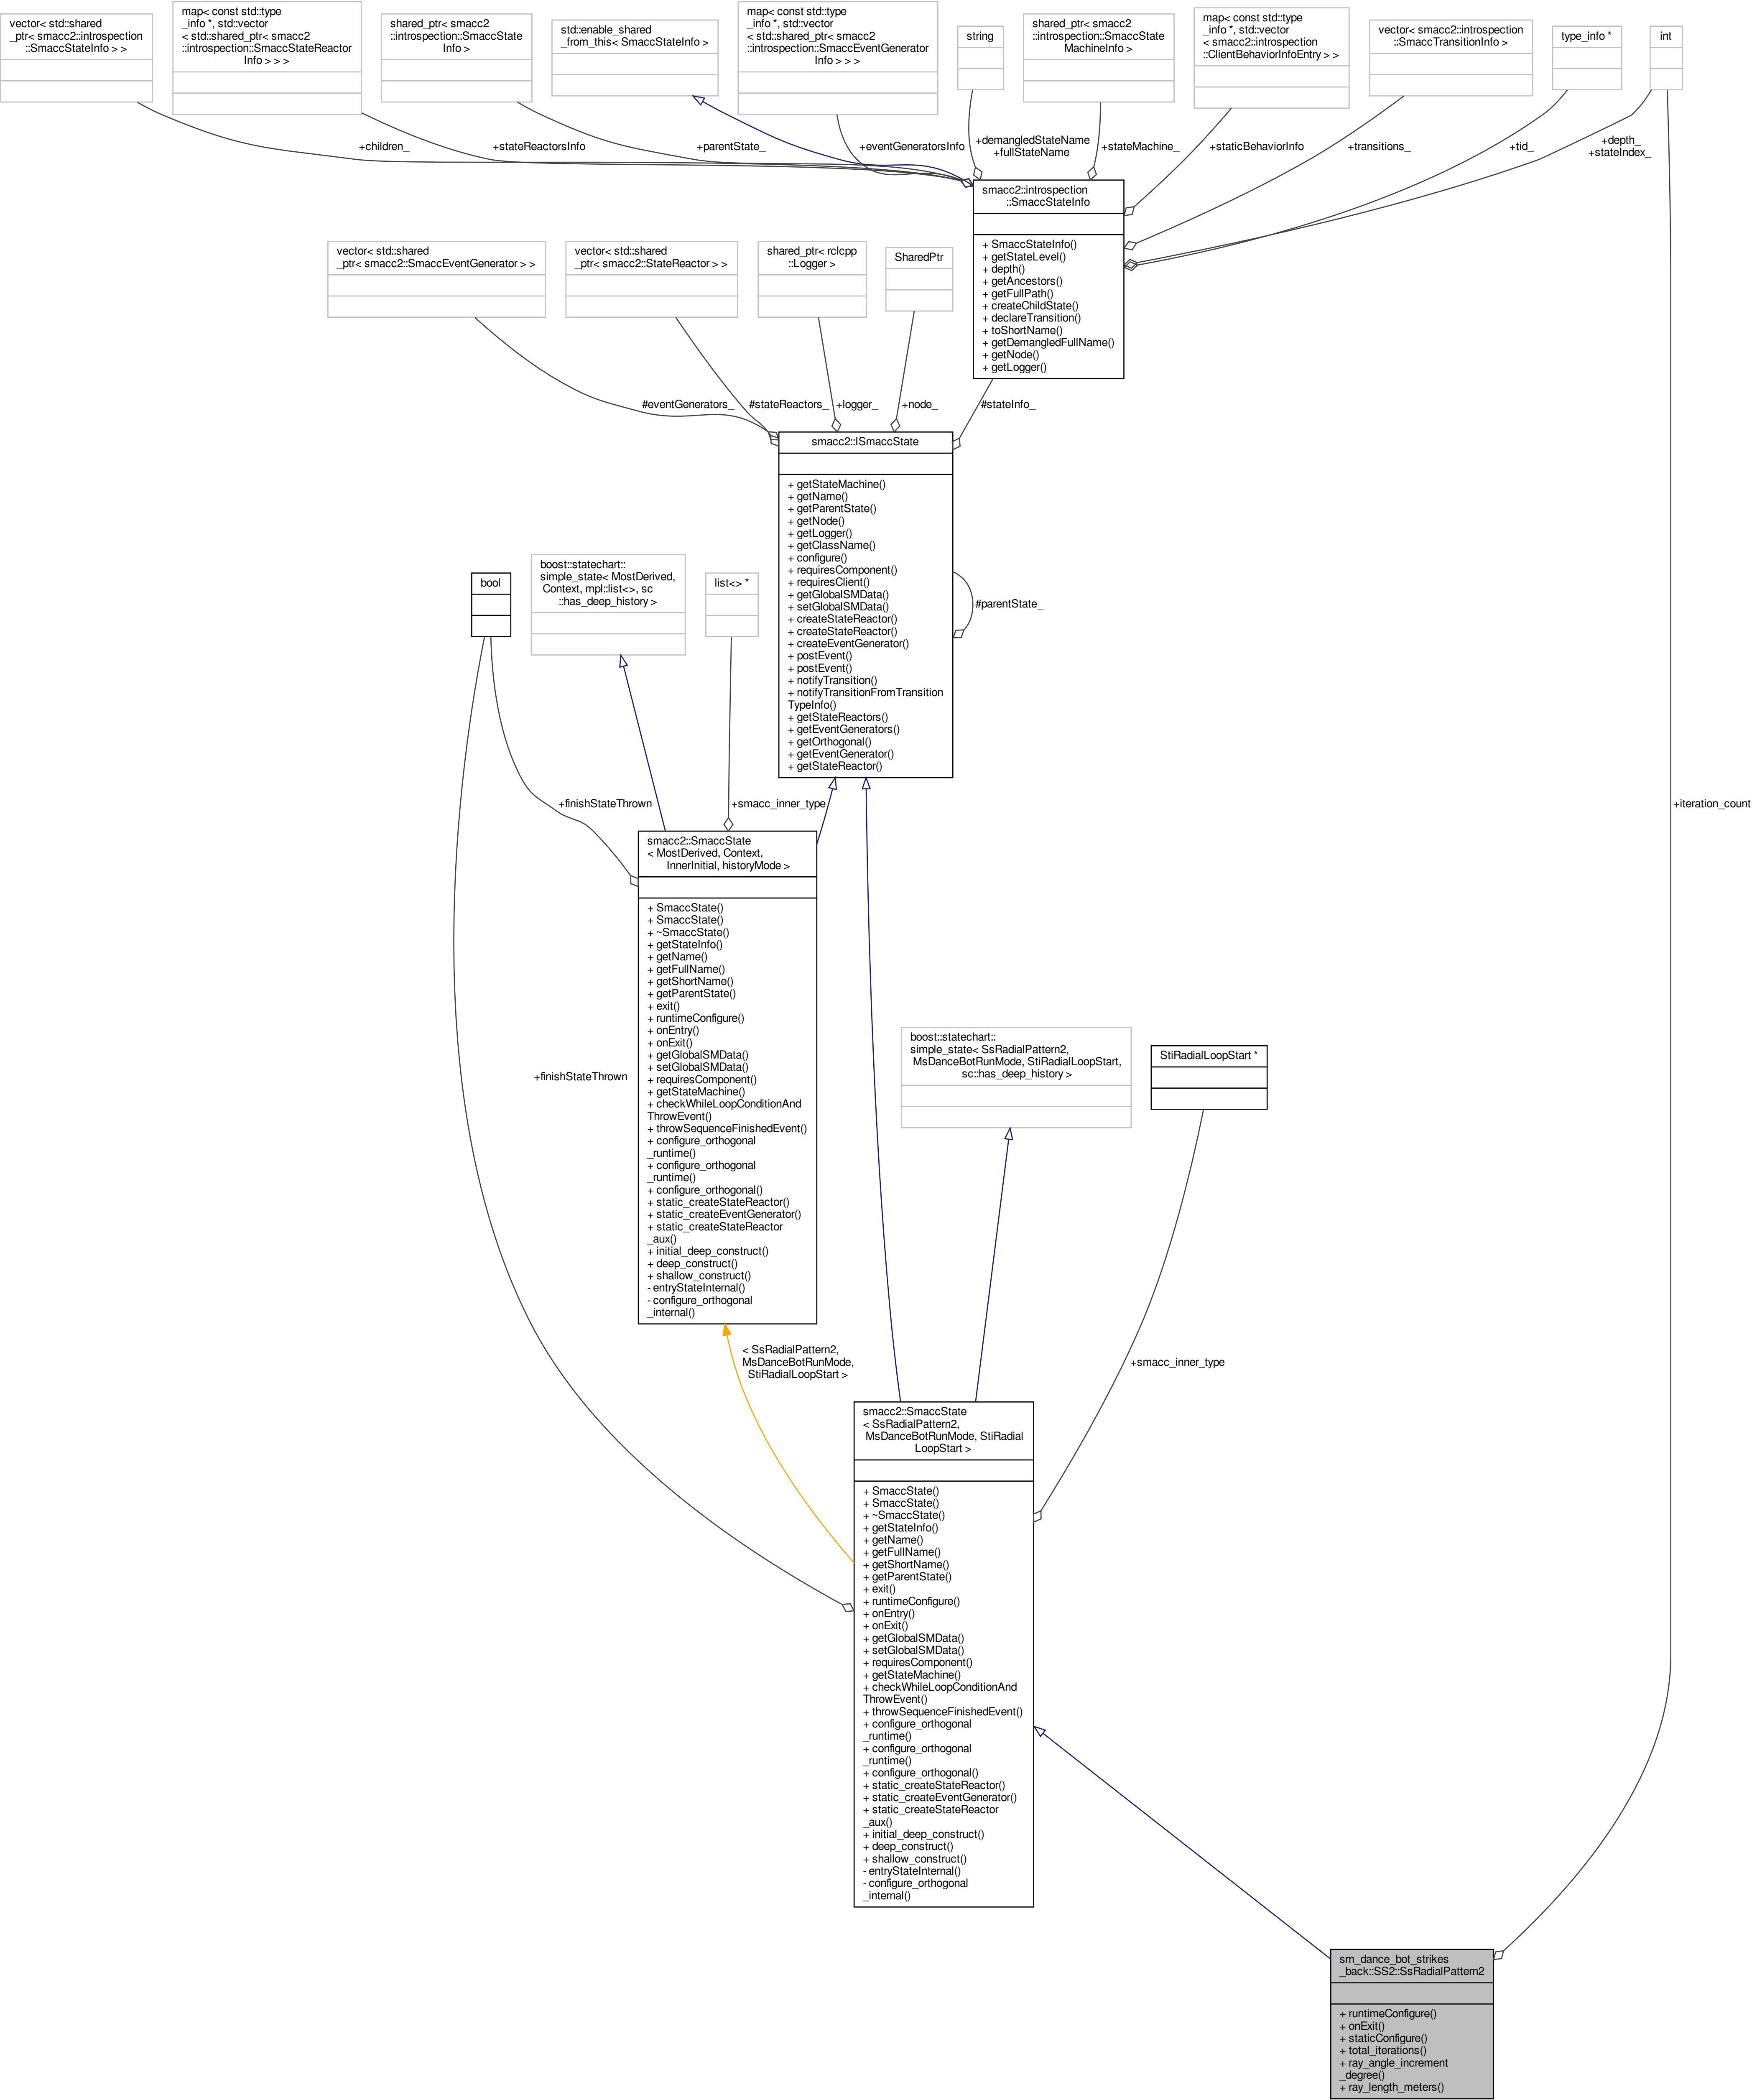 vector< std::shared
_ptr< smacc2::introspection
::SmaccStateInfo > >
map< const std::type
_info *, std::vector
< std::shared_ptr< smacc2
::introspection::SmaccStateReactor
Info > > >
shared_ptr< smacc2
::introspection::SmaccState
Info >
std::enable_shared
_from_this< SmaccStateInfo >
map< const std::type
_info *, std::vector
< std::shared_ptr< smacc2
::introspection::SmaccEventGenerator
Info > > >
string
shared_ptr< smacc2
::introspection::SmaccState
MachineInfo >
map< const std::type
_info *, std::vector
< smacc2::introspection
::ClientBehaviorInfoEntry > >
vector< smacc2::introspection
::SmaccTransitionInfo >
type_info *
int
+children_
+stateReactorsInfo
+parentState_
+eventGeneratorsInfo
+demangledStateName
+fullStateName
+stateMachine_
+staticBehaviorInfo
+transitions_
+tid_
+depth_
+stateIndex_
smacc2::introspection
::SmaccStateInfo
+ SmaccStateInfo()
+ getStateLevel()
+ depth()
+ getAncestors()
+ getFullPath()
+ createChildState()
+ declareTransition()
+ toShortName()
+ getDemangledFullName()
+ getNode()
+ getLogger()
vector< std::shared
_ptr< smacc2::SmaccEventGenerator > >
vector< std::shared
_ptr< smacc2::StateReactor > >
shared_ptr< rclcpp
::Logger >
SharedPtr
#eventGenerators_
#stateReactors_
+logger_
+node_
#stateInfo_
smacc2::ISmaccState
+ getStateMachine()
+ getName()
+ getParentState()
+ getNode()
+ getLogger()
+ getClassName()
+ configure()
+ requiresComponent()
+ requiresClient()
+ getGlobalSMData()
+ setGlobalSMData()
+ createStateReactor()
+ createStateReactor()
+ createEventGenerator()
+ postEvent()
+ postEvent()
+ notifyTransition()
+ notifyTransitionFromTransition
TypeInfo()
+ getStateReactors()
+ getEventGenerators()
+ getOrthogonal()
+ getEventGenerator()
+ getStateReactor()
#parentState_
bool
boost::statechart::
simple_state< MostDerived,
Context, mpl::list<>, sc
::has_deep_history >
list<> *
+finishStateThrown
+smacc_inner_type
+iteration_count
smacc2::SmaccState
< MostDerived, Context,
InnerInitial, historyMode >
+ SmaccState()
+ SmaccState()
+ ~SmaccState()
+ getStateInfo()
+ getName()
+ getFullName()
+ getShortName()
+ getParentState()
+ exit()
+ runtimeConfigure()
+ onEntry()
+ onExit()
+ getGlobalSMData()
+ setGlobalSMData()
+ requiresComponent()
+ getStateMachine()
+ checkWhileLoopConditionAnd
ThrowEvent()
+ throwSequenceFinishedEvent()
+ configure_orthogonal
_runtime()
+ configure_orthogonal
_runtime()
+ configure_orthogonal()
+ static_createStateReactor()
+ static_createEventGenerator()
+ static_createStateReactor
_aux()
+ initial_deep_construct()
+ deep_construct()
+ shallow_construct()
- entryStateInternal()
- configure_orthogonal
_internal()
+finishStateThrown
boost::statechart::
simple_state< SsRadialPattern2,
MsDanceBotRunMode, StiRadialLoopStart,
sc::has_deep_history >
StiRadialLoopStart *
< SsRadialPattern2,
MsDanceBotRunMode,
StiRadialLoopStart >
+smacc_inner_type
smacc2::SmaccState
< SsRadialPattern2,
MsDanceBotRunMode, StiRadial
LoopStart >
+ SmaccState()
+ SmaccState()
+ ~SmaccState()
+ getStateInfo()
+ getName()
+ getFullName()
+ getShortName()
+ getParentState()
+ exit()
+ runtimeConfigure()
+ onEntry()
+ onExit()
+ getGlobalSMData()
+ setGlobalSMData()
+ requiresComponent()
+ getStateMachine()
+ checkWhileLoopConditionAnd
ThrowEvent()
+ throwSequenceFinishedEvent()
+ configure_orthogonal
_runtime()
+ configure_orthogonal
_runtime()
+ configure_orthogonal()
+ static_createStateReactor()
+ static_createEventGenerator()
+ static_createStateReactor
_aux()
+ initial_deep_construct()
+ deep_construct()
+ shallow_construct()
- entryStateInternal()
- configure_orthogonal
_internal()
sm_dance_bot_strikes
_back::SS2::SsRadialPattern2
+ runtimeConfigure()
+ onExit()
+ staticConfigure()
+ total_iterations()
+ ray_angle_increment
_degree()
+ ray_length_meters()